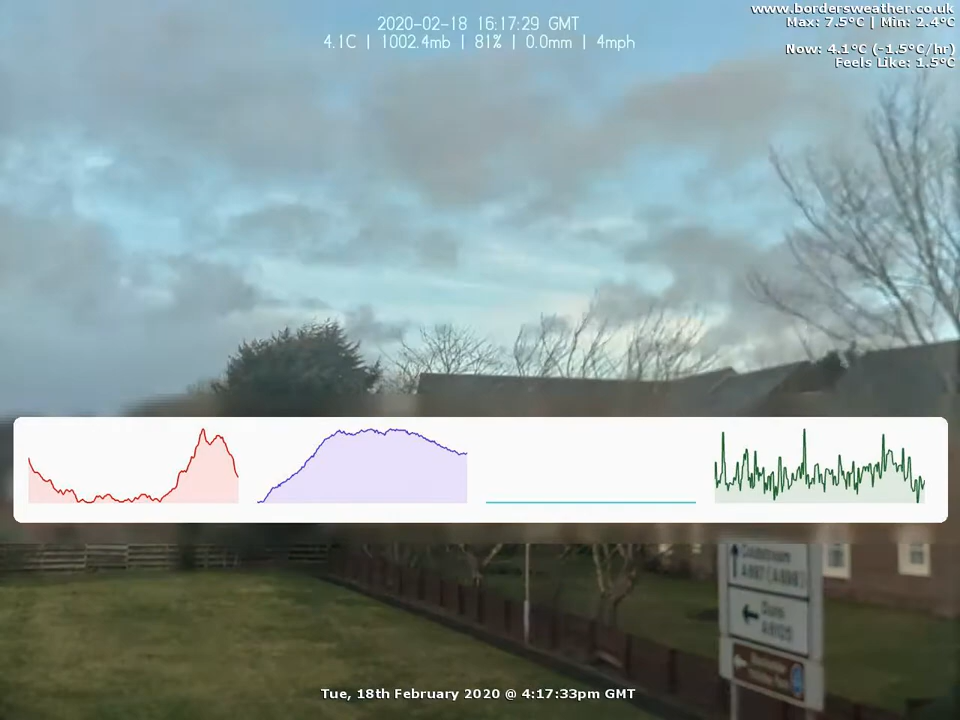 www.bordersweather.co.uk
2020-02-18 16:17:29 GMT
Max: 7.5°C | Min: 2.4°C
4.1C | 1002.4mb | 81% | 0.0mm | 4mph
Now: 4.1°C (-1.5°C/hr)
Feels Like: 1.5°C
Coldstream
A697 (A698)
Duns
A6105
Tue, 18th February 2020 @ 4:17:33pm GMT